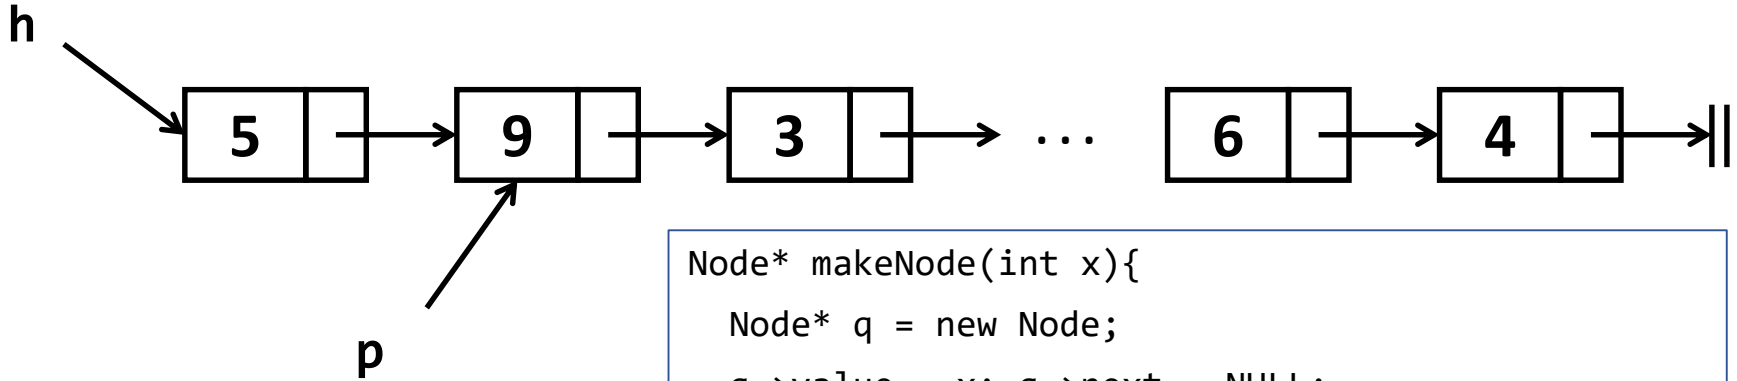 h
5 9 3 ... 6 4
p
Node* makeNode(int x){
Node* q = new Node;